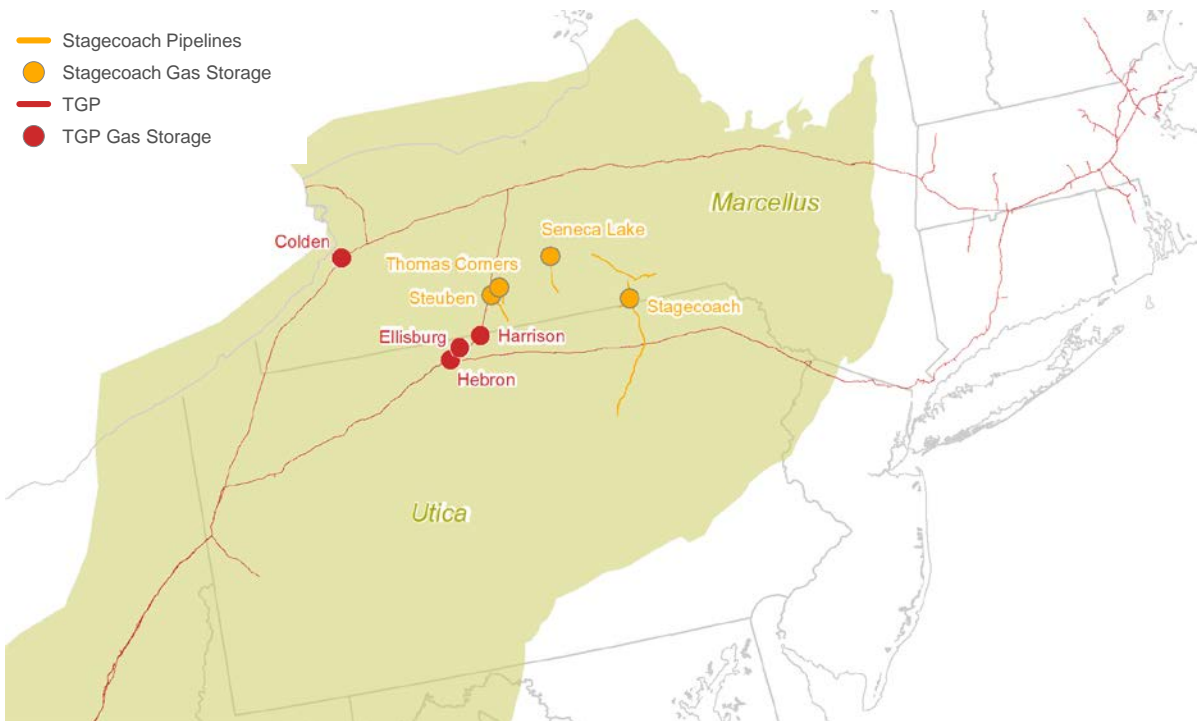 Stagecoach Pipelines
Stagecoach Gas Storage
TGP
TGP Gas Storage
Marcellus
Seneca Lake
Colden
Thomas Corners
Steuben
Stagecoach
Ellisburg
Harrison
Hebron
Utica